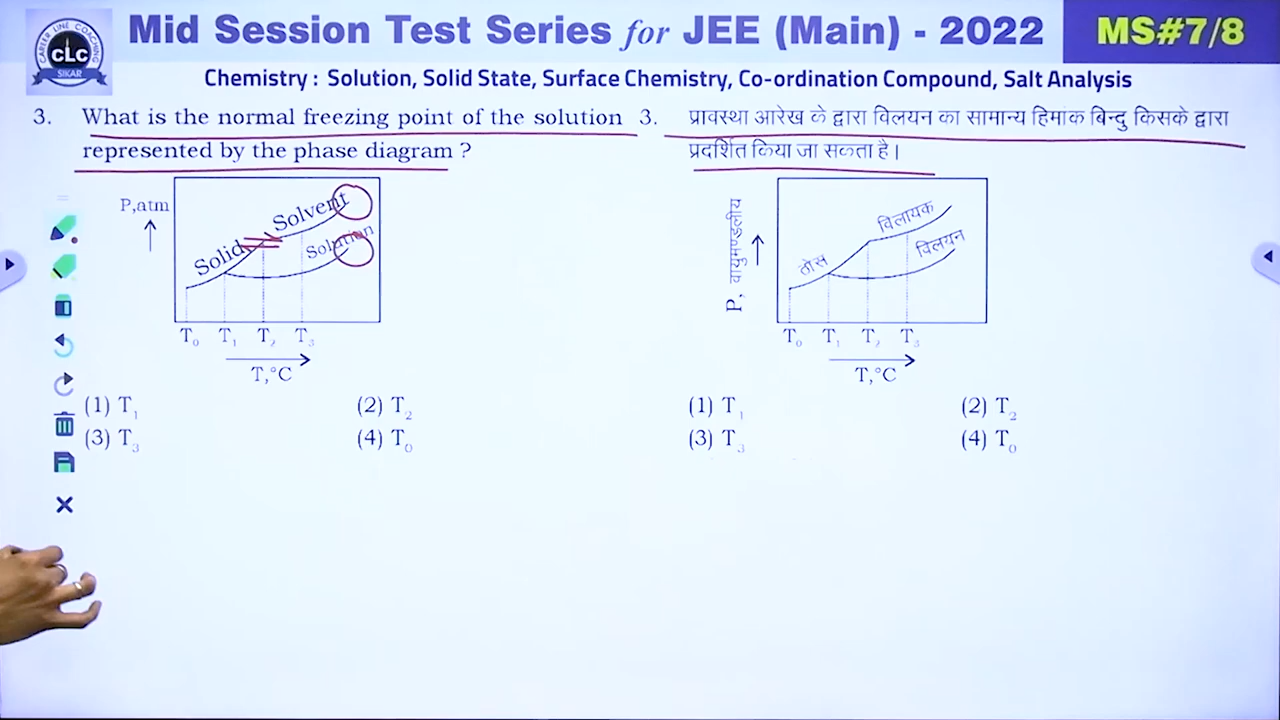 CAREER LINE COACHING
CLC
SIKAR
Mid Session Test Series for JEE (Main) - 2022
MS#7/8
Chemistry : Solution, Solid State, Surface Chemistry, Co-ordination Compound, Salt Analysis
3. What is the normal freezing point of the solution
represented by the phase diagram ?
P,atm
Solid
Solvent
Solution
T₀ T₁ T₂ T₃
T,°C
(1) T₁ (2) T₂
(3) T₃ (4) T₀
3. प्रावस्था आरेख के द्वारा विलयन का सामान्य हिमांक बिन्दु किसके द्वारा
प्रदर्शित किया जा सकता है।
P, वायुमण्डलीय
ठोस
विलायक
विलयन
T₀ T₁ T₂ T₃
T,°C
(1) T₁ (2) T₂
(3) T₃ (4) T₀